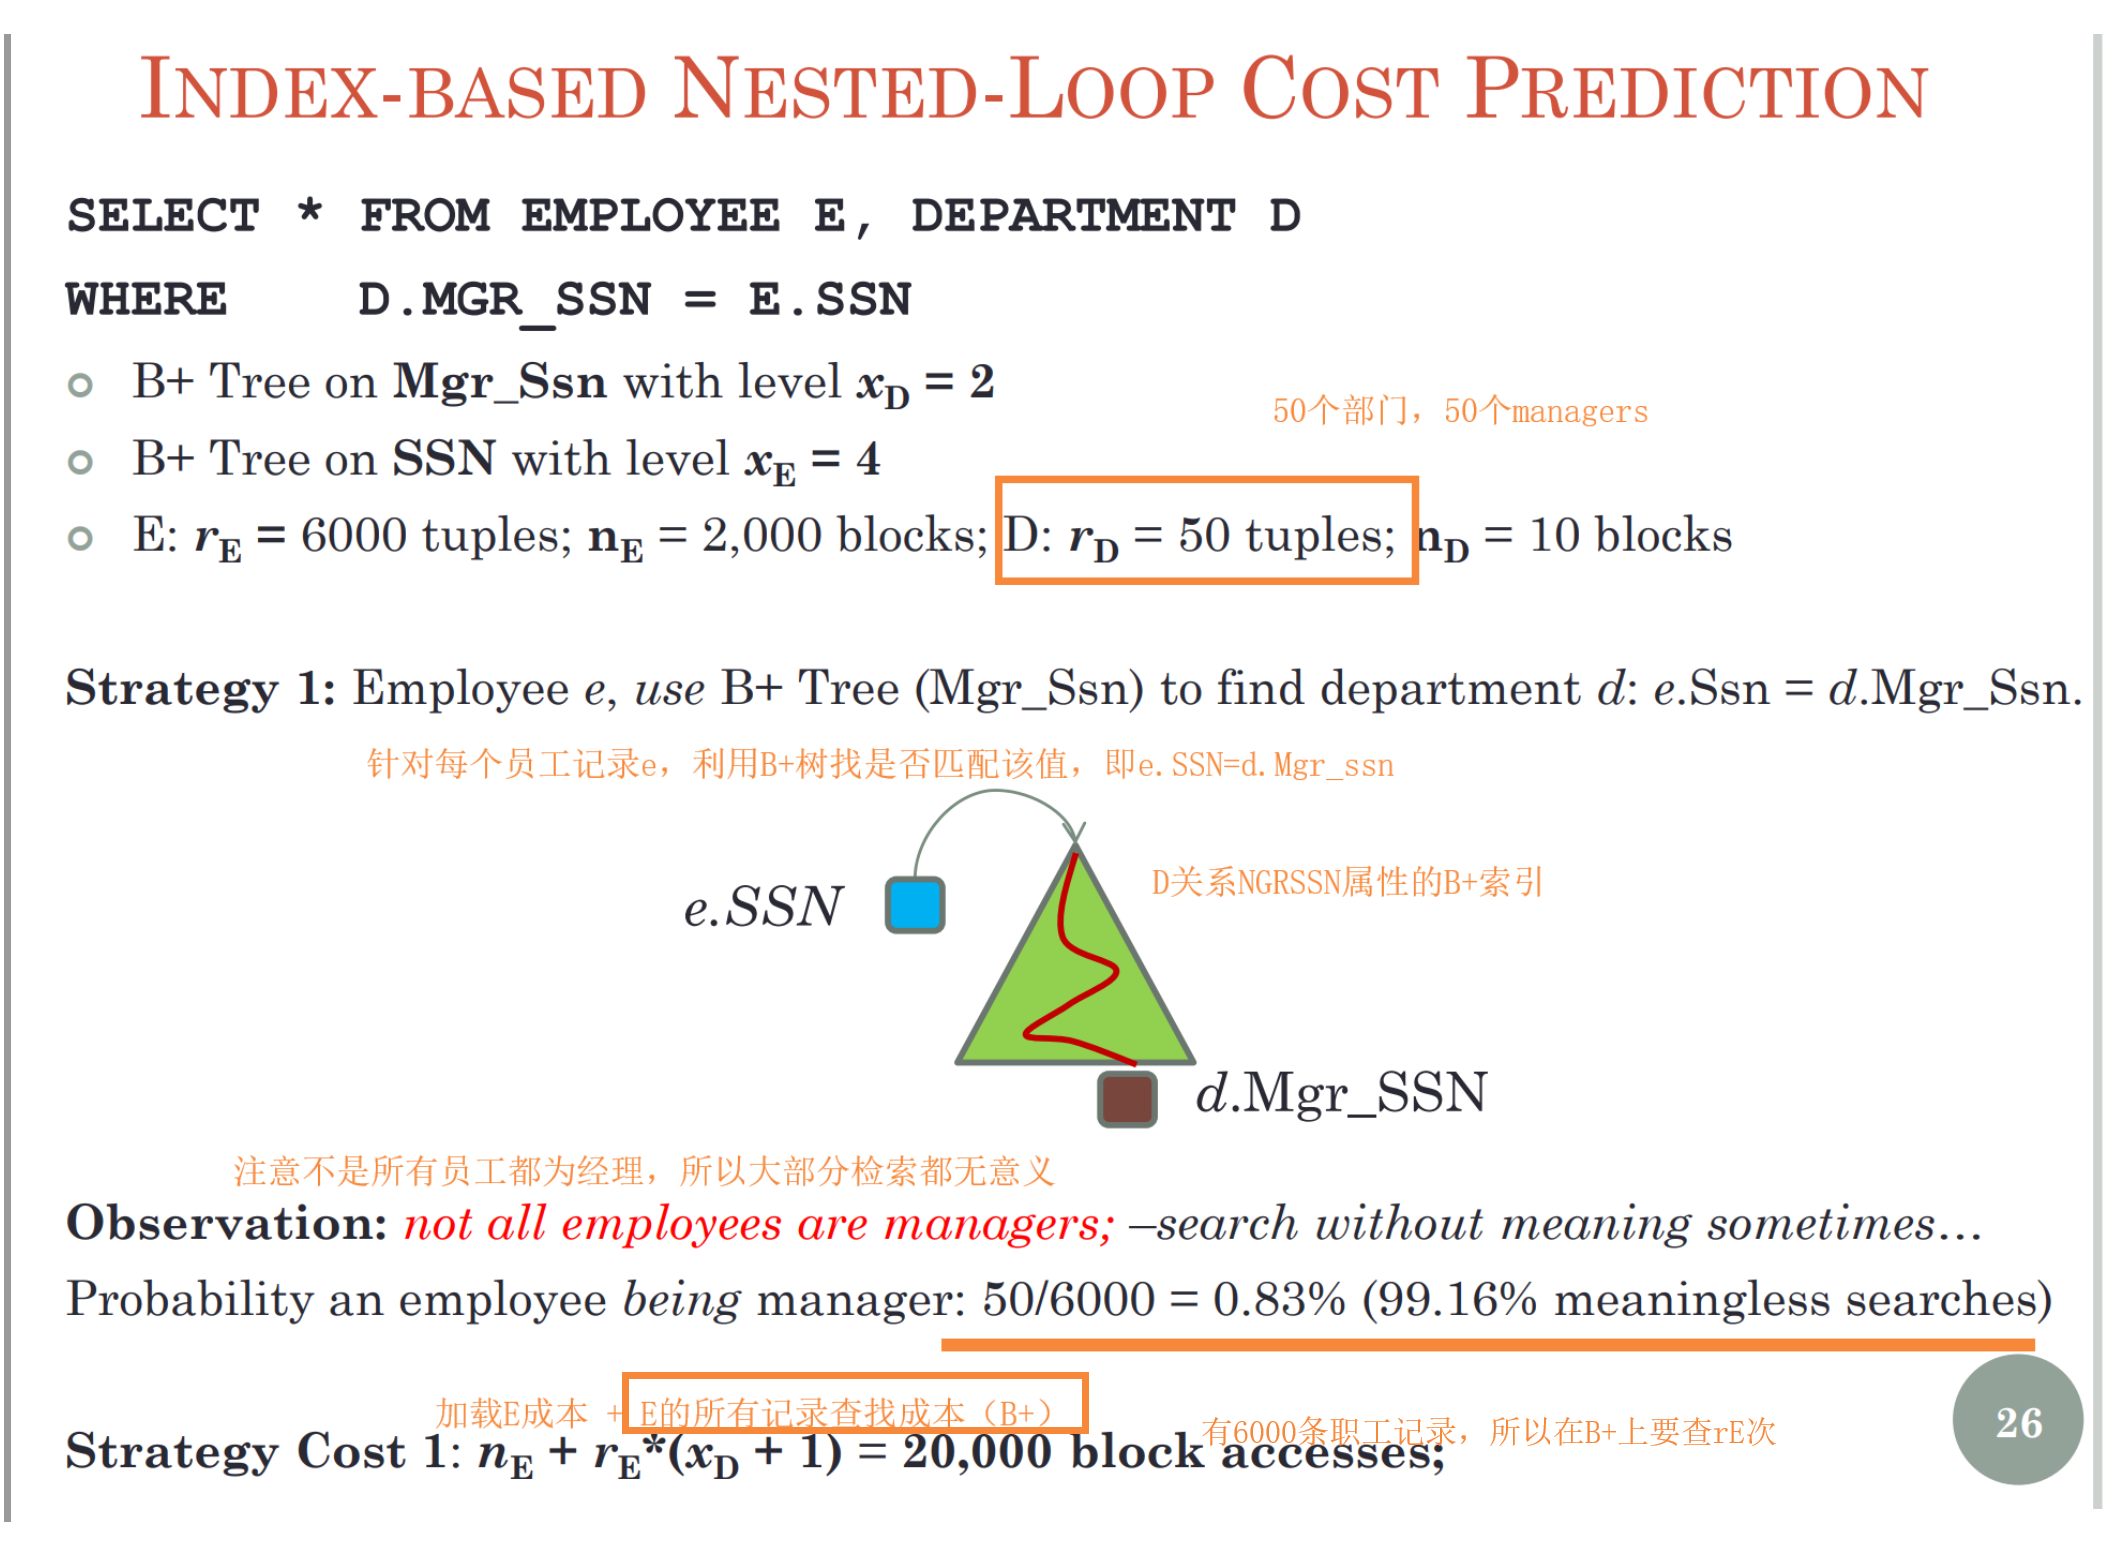 INDEX-BASED NESTED-LOOP COST PREDICTION
SELECT * FROM EMPLOYEE E, DEPARTMENT D
WHERE D.MGR_SSN = E.SSN
B+ Tree on Mgr_Ssn with level xD = 2
50个部门，50个managers
B+ Tree on SSN with level xE = 4
E: rE = 6000 tuples; nE = 2,000 blocks; D: rD = 50 tuples; nD = 10 blocks
Strategy 1: Employee e, use B+ Tree (Mgr_Ssn) to find department d: e.Ssn = d.Mgr_Ssn.
针对每个员工记录e，利用B+树找是否匹配该值，即e.SSN=d.Mgr_ssn
D关系NGRSSN属性的B+索引
e.SSN
d.Mgr_SSN
注意不是所有员工都为经理，所以大部分检索都无意义
Observation: not all employees are managers; –search without meaning sometimes…
Probability an employee being manager: 50/6000 = 0.83% (99.16% meaningless searches)
加载E成本 + E的所有记录查找成本（B+）
有6000条职工记录，所以在B+上要查rE次
Strategy Cost 1: nE + rE*(xD + 1) = 20,000 block accesses;
26